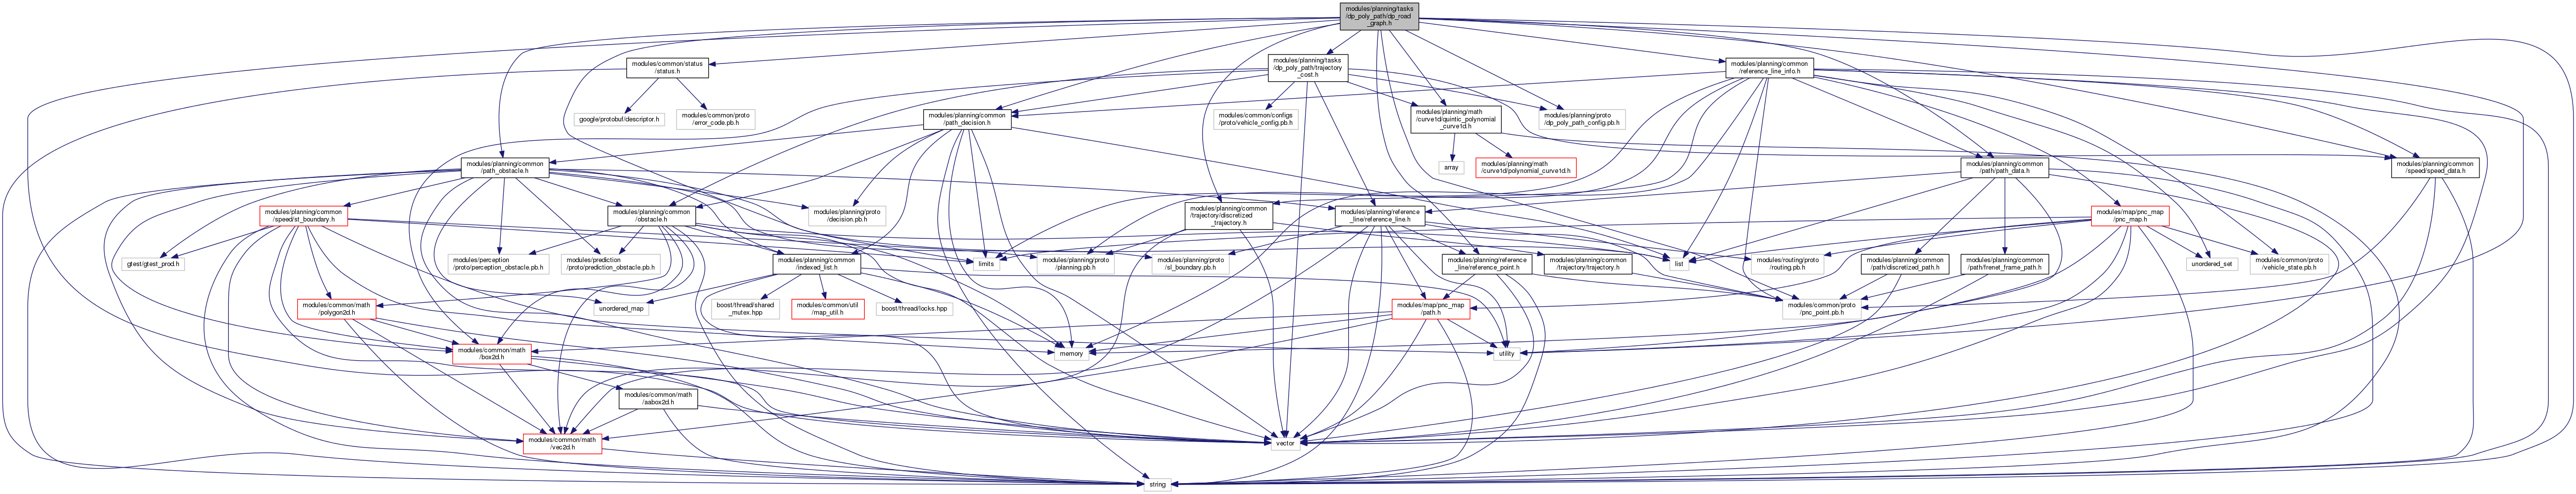 modules/planning/tasks
/dp_poly_path/dp_road
_graph.h
modules/common/status
/status.h
modules/planning/tasks
/dp_poly_path/trajectory
_cost.h
modules/planning/common
/reference_line_info.h
google/protobuf/descriptor.h
modules/common/proto
/error_code.pb.h
modules/planning/common
/path_decision.h
modules/common/configs
/proto/vehicle_config.pb.h
modules/planning/math
/curve1d/quintic_polynomial
_curve1d.h
modules/planning/proto
/dp_poly_path_config.pb.h
modules/planning/common
/path_obstacle.h
array
modules/planning/math
/curve1d/polynomial_curve1d.h
modules/planning/common
/path/path_data.h
modules/planning/common
/speed/speed_data.h
modules/planning/common
/speed/st_boundary.h
modules/planning/common
/obstacle.h
modules/planning/proto
/decision.pb.h
modules/planning/common
/trajectory/discretized
_trajectory.h
modules/planning/reference
_line/reference_line.h
modules/map/pnc_map
/pnc_map.h
gtest/gtest_prod.h
modules/perception
/proto/perception_obstacle.pb.h
modules/prediction
/proto/prediction_obstacle.pb.h
modules/planning/common
/indexed_list.h
limits
modules/planning/proto
/planning.pb.h
modules/planning/proto
/sl_boundary.pb.h
modules/planning/reference
_line/reference_point.h
modules/planning/common
/trajectory/trajectory.h
list
modules/routing/proto
/routing.pb.h
modules/planning/common
/path/discretized_path.h
modules/planning/common
/path/frenet_frame_path.h
unordered_set
modules/common/proto
/vehicle_state.pb.h
modules/common/math
/polygon2d.h
unordered_map
boost/thread/shared
_mutex.hpp
modules/common/util
/map_util.h
boost/thread/locks.hpp
modules/map/pnc_map
/path.h
modules/common/proto
/pnc_point.pb.h
modules/common/math
/box2d.h
memory
utility
modules/common/math
/aabox2d.h
modules/common/math
/vec2d.h
vector
string